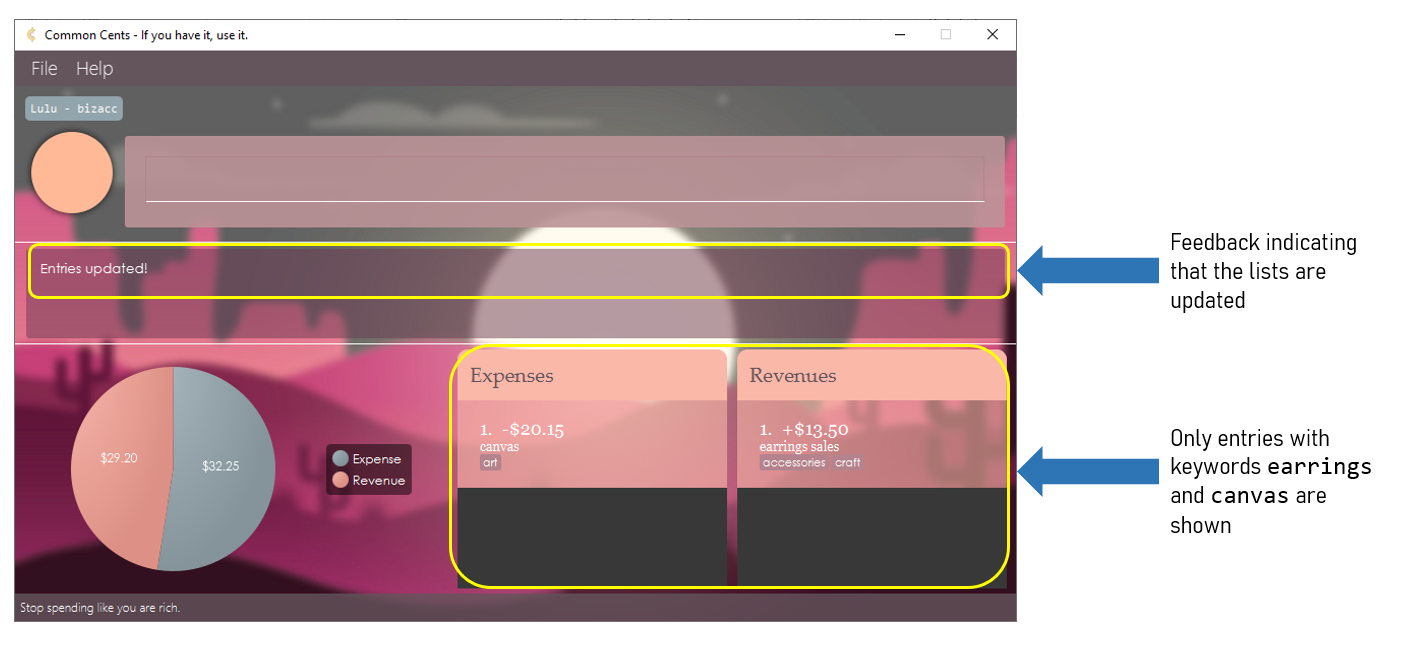 Common Cents - If you have it, use it.
File Help
Lulu - bizacc
Entries updated!
Feedback indicating
that the lists are
updated
$29.20
$32.25
Expense
Revenue
Expenses
1. -$20.15
canvas
art
Revenues
1. +$13.50
earrings sales
accessories craft
Only entries with
keywords earrings
and canvas are
shown
Stop spending like you are rich.